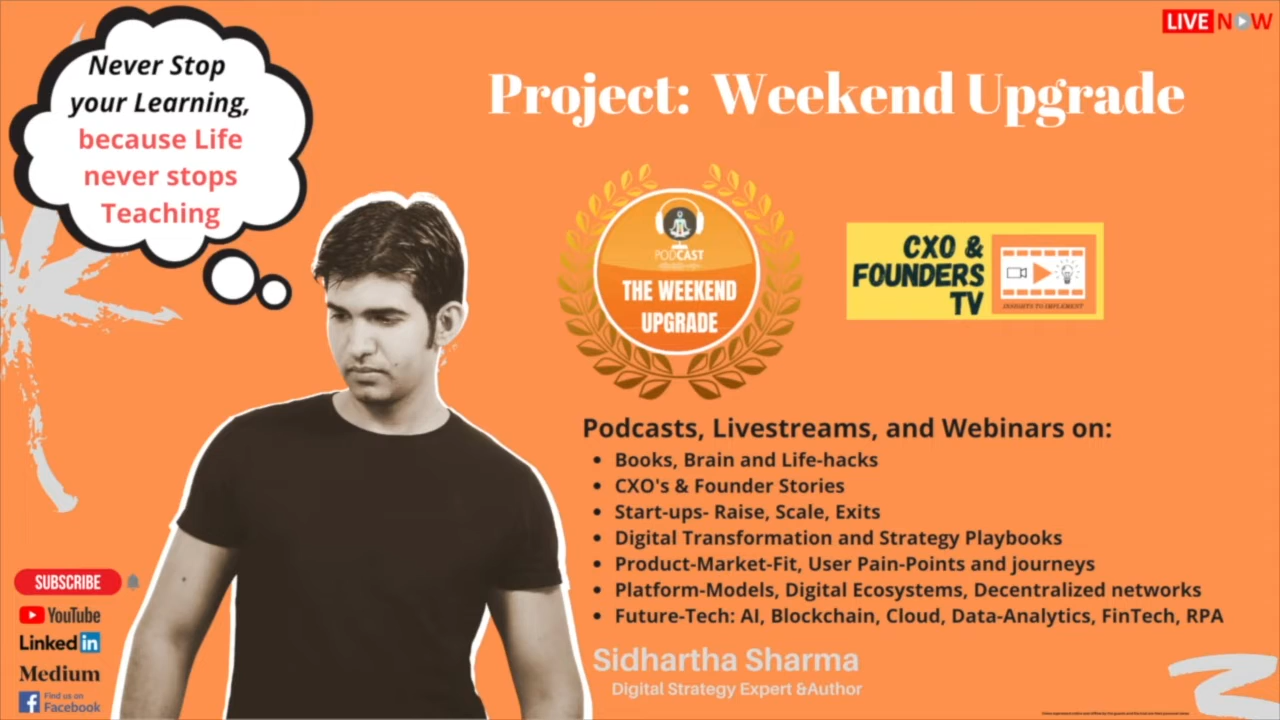 LIVE NOW
Never Stop
your Learning,
because Life
never stops
Teaching
Project: Weekend Upgrade
PODCAST
THE WEEKEND
UPGRADE
CXO &
FOUNDERS
TV
INSIGHTS TO IMPLEMENT
Podcasts, Livestreams, and Webinars on:
• Books, Brain and Life-hacks
• CXO's & Founder Stories
• Start-ups- Raise, Scale, Exits
• Digital Transformation and Strategy Playbooks
• Product-Market-Fit, User Pain-Points and journeys
• Platform-Models, Digital Ecosystems, Decentralized networks
• Future-Tech: AI, Blockchain, Cloud, Data-Analytics, FinTech, RPA
Sidhartha Sharma
Digital Strategy Expert &Author
SUBSCRIBE
YouTube
Linked in
Medium
Find us on
Facebook